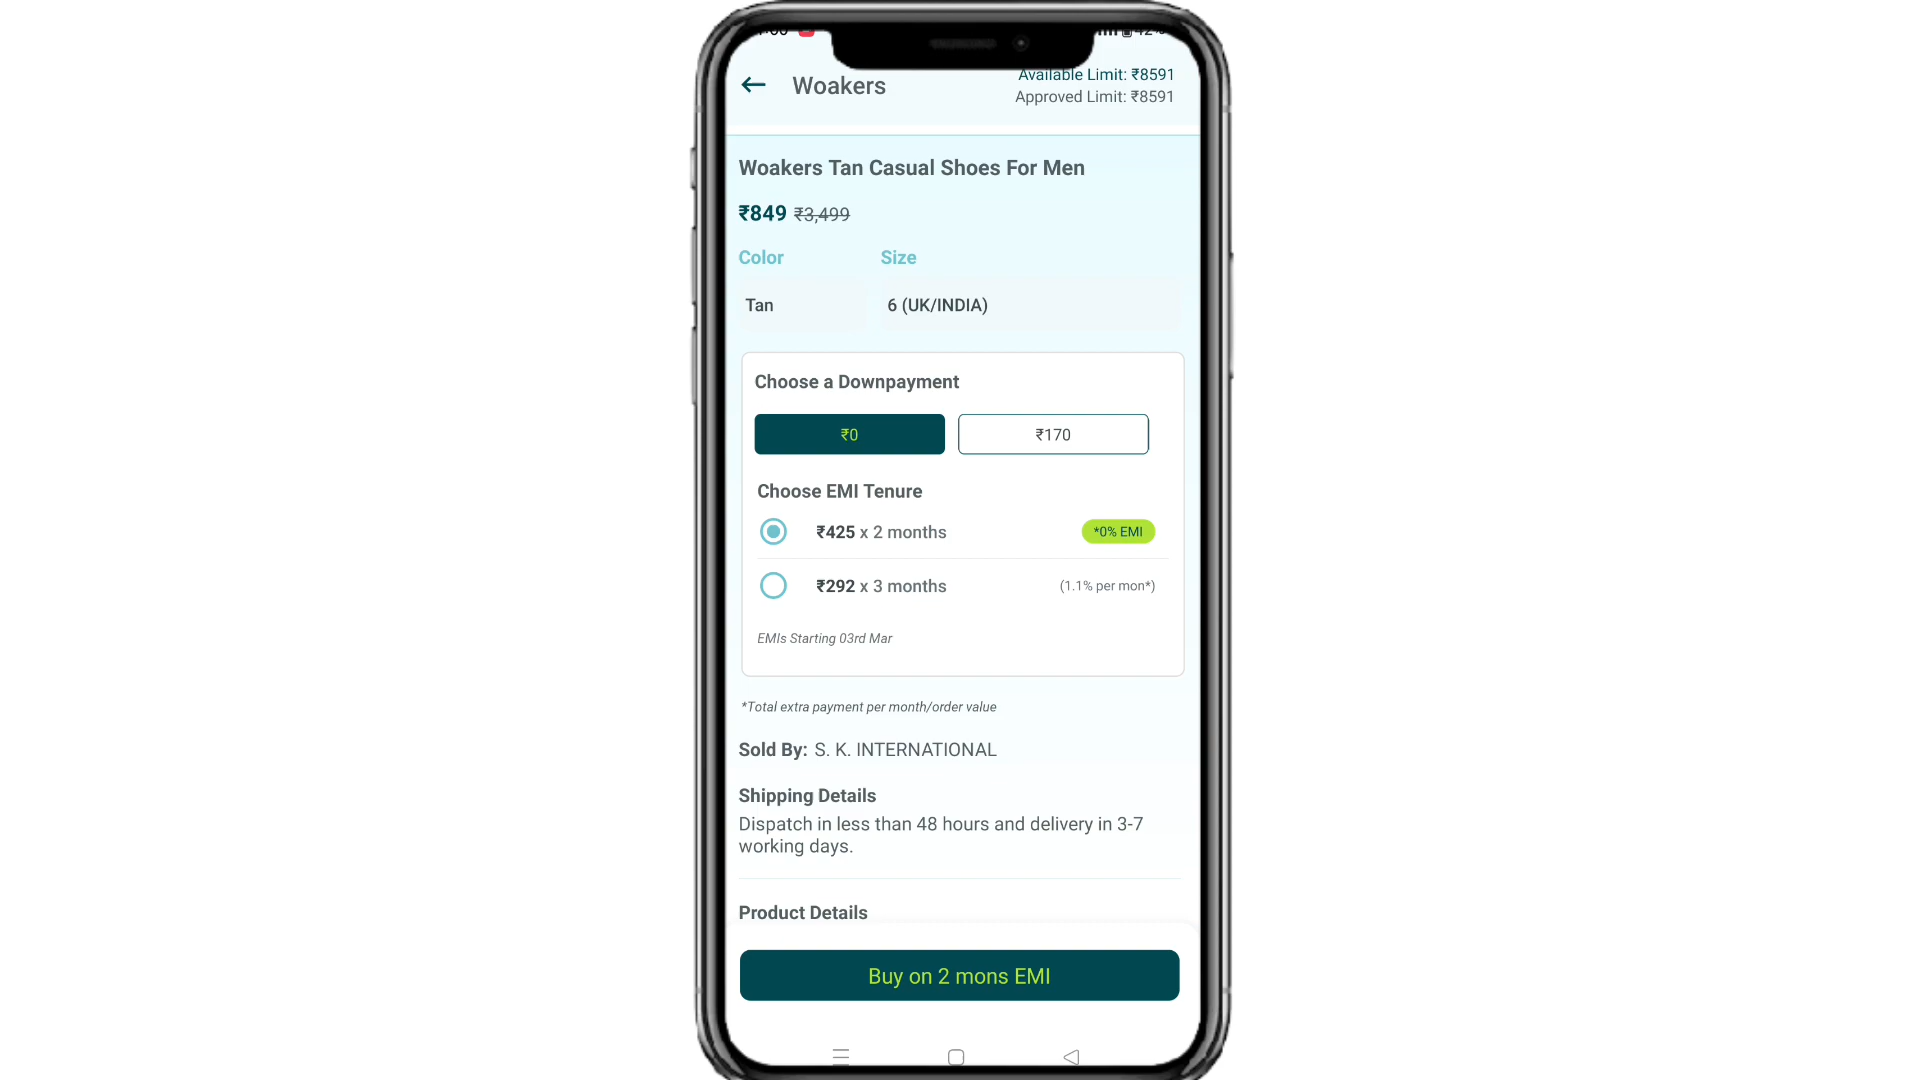 Woakers
Available Limit: ₹8591
Approved Limit: ₹8591
Woakers Tan Casual Shoes For Men
₹849 ₹3,499
Color Size
Tan 6 (UK/INDIA)
Choose a Downpayment
₹0 ₹170
Choose EMI Tenure
₹425 x 2 months *0% EMI
₹292 x 3 months (1.1% per mon*)
EMIs Starting 03rd Mar
*Total extra payment per month/order value
Sold By: S. K. INTERNATIONAL
Shipping Details
Dispatch in less than 48 hours and delivery in 3-7
working days.
Product Details
Buy on 2 mons EMI